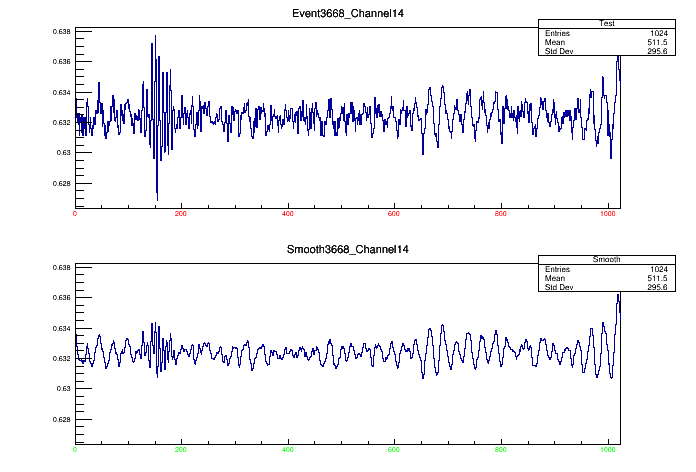 Event3668_Channel14
Test
Entries 1024
Mean 511.5
Std Dev 295.6
0.638
0.636
0.634
0.632
0.63
0.628
0 200 400 600 800 1000
Smooth3668_Channel14
Smooth
Entries 1024
Mean 511.5
Std Dev 295.6
0.638
0.636
0.634
0.632
0.63
0.628
0 200 400 600 800 1000